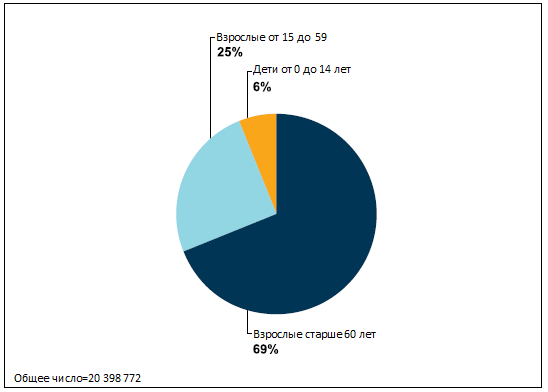 Взрослые от 15 до 59
25%
Дети от 0 до 14 лет
6%
Взрослые старше 60 лет
69%
Общее число=20 398 772